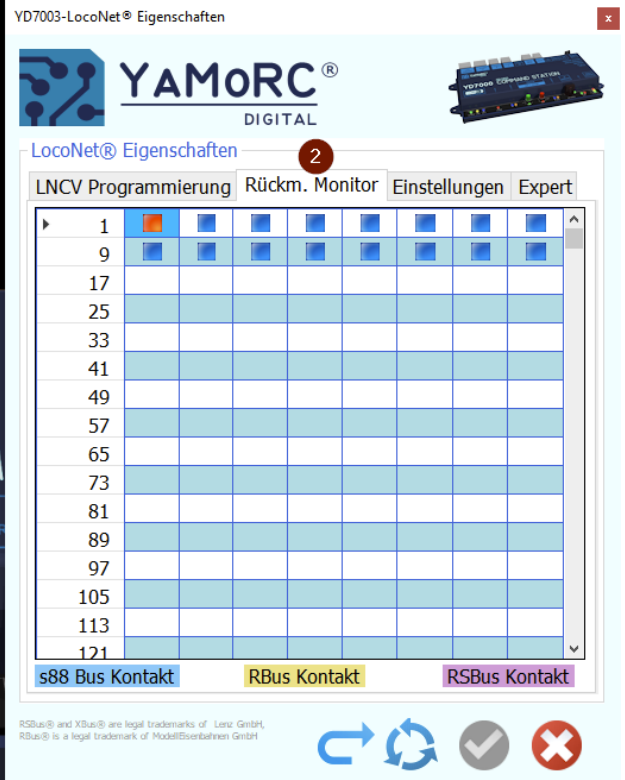 YD7003-LocoNet® Eigenschaften
x
YAMoRC®
DIGITAL
LocoNet® Eigenschaften
2
LNCV Programmierung Rückm. Monitor Einstellungen Expert
1
9
17
25
33
41
49
57
65
73
81
89
97
105
113
121
s88 Bus Kontakt RBus Kontakt RSBus Kontakt
RSBus® and XBus® are legal trademarks of Lenz GmbH,
RBus® is a legal trademark of ModellEisenbahnen GmbH